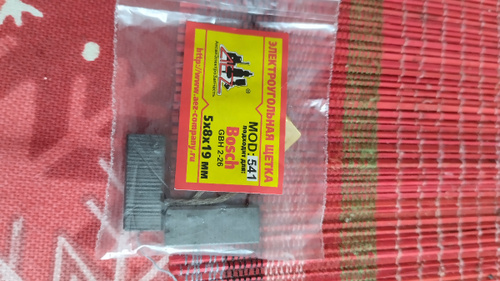 ЭЛЕКТРОУГОЛЬНАЯ ЩЕТКА
MOD: 541
подходит для:
Bosch
GBH 2-26
5x8x19 мм
http://www.aez-company.ru